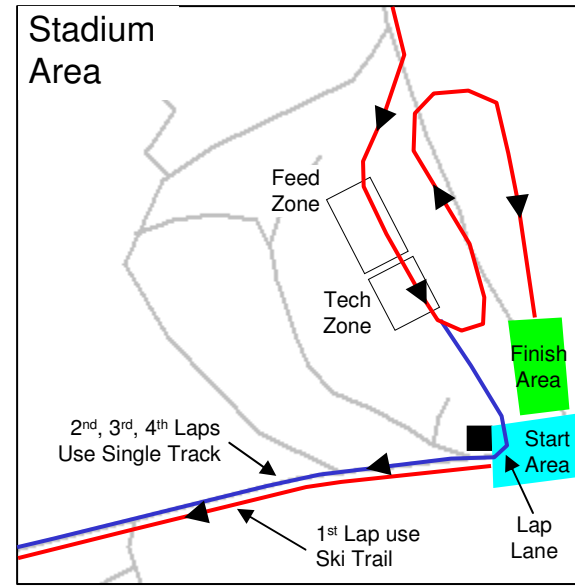 Stadium
Area
Feed
Zone
Tech
Zone
Finish
Area
2nd, 3rd, 4th Laps
Use Single Track
Start
Area
1st Lap use
Ski Trail
Lap
Lane